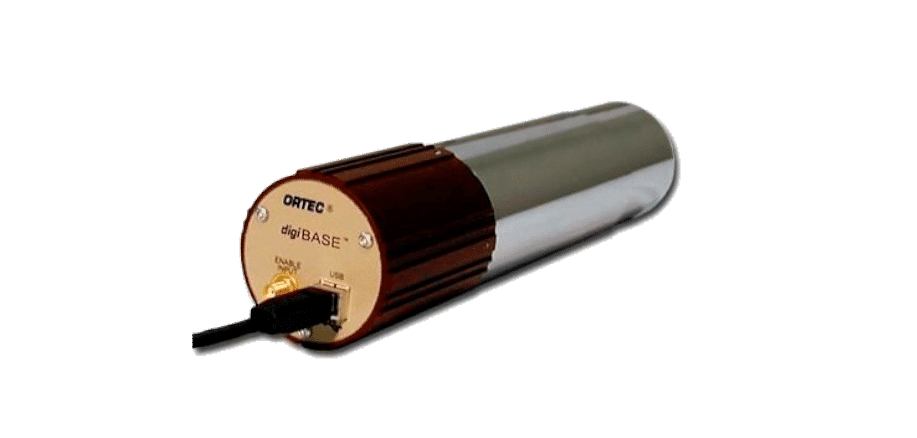 ORTEC ®
digiBASE™
ENABLE
INPUT
USB